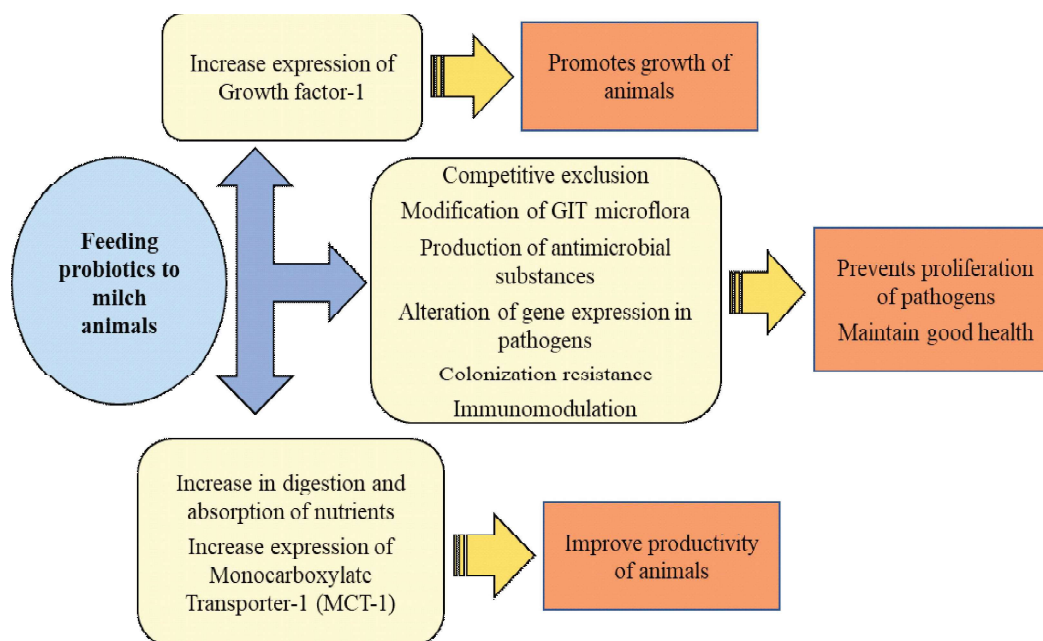 Increase expression of
Growth factor-1
Promotes growth of
animals
Feeding
probiotics to
milch
animals
Competitive exclusion
Modification of GIT microflora
Production of antimicrobial
substances
Alteration of gene expression in
pathogens
Colonization resistance
Immunomodulation
Prevents proliferation
of pathogens
Maintain good health
Increase in digestion and
absorption of nutrients
Increase expression of
Monocarboxylate
Transporter-1 (MCT-1)
Improve productivity
of animals